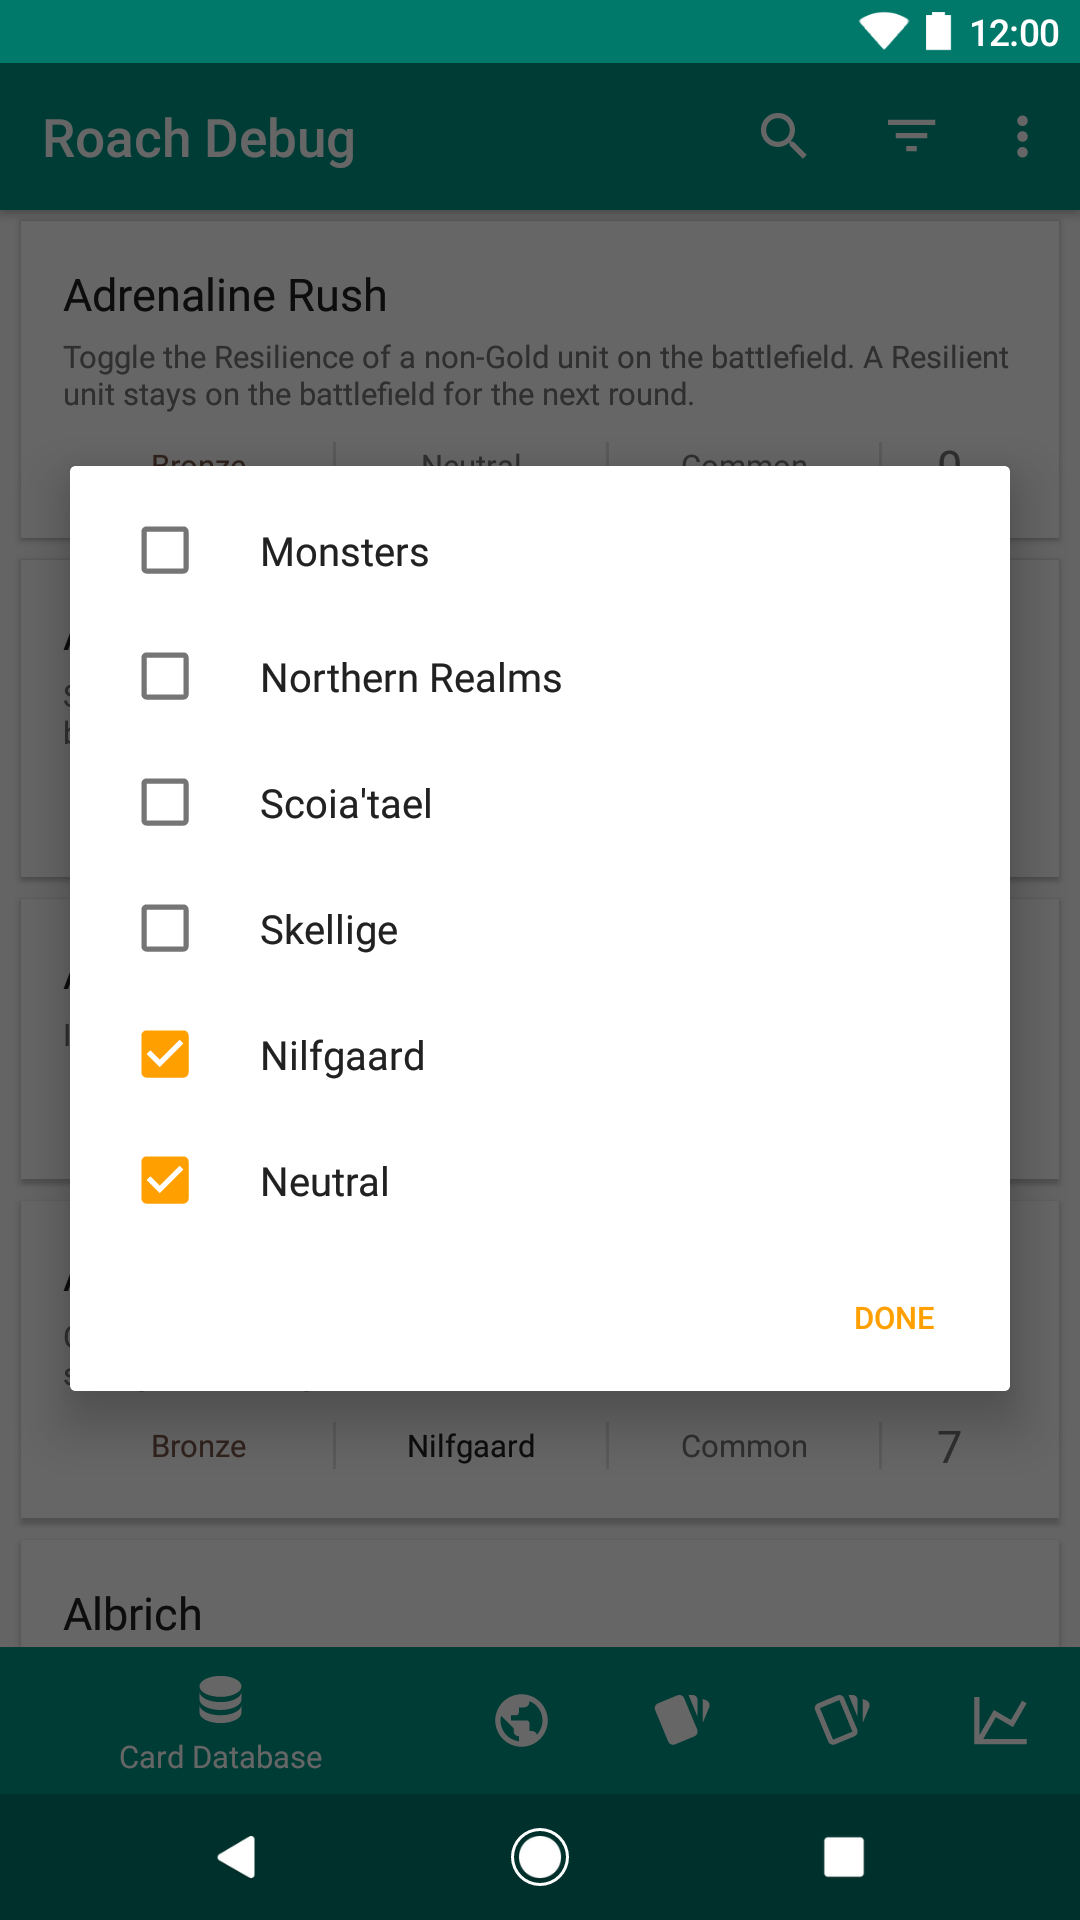 12:00
Roach Debug
Adrenaline Rush
Toggle the Resilience of a non-Gold unit on the battlefield. A Resilient
unit stays on the battlefield for the next round.
Bronze Neutral Common
Monsters
Northern Realms
Scoia'tael
Skellige
Nilfgaard
Neutral
DONE
Bronze Nilfgaard Common 7
Albrich
Card Database